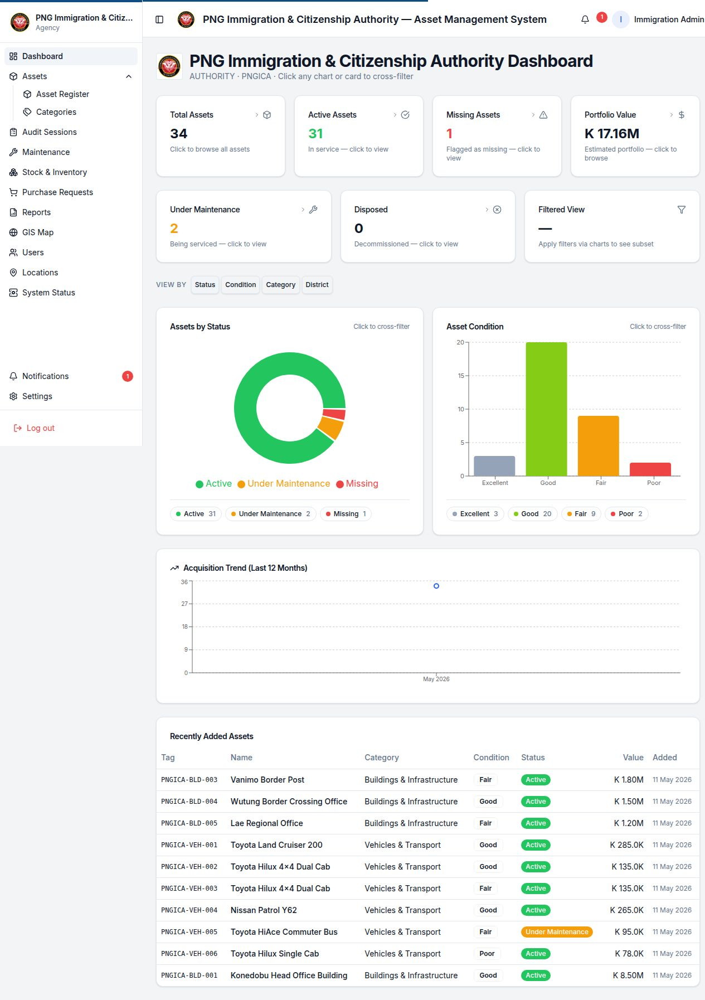 PNG Immigration & Citiz...
Agency
Dashboard
Assets
Asset Register
Categories
Audit Sessions
Maintenance
Stock & Inventory
Purchase Requests
Reports
GIS Map
Users
Locations
System Status
Notifications 1
Settings
Log out
PNG Immigration & Citizenship Authority — Asset Management System
1 I Immigration Admin
PNG Immigration & Citizenship Authority Dashboard
AUTHORITY · PNGICA · Click any chart or card to cross-filter
Total Assets
34
Click to browse all assets
Active Assets
31
In service — click to view
Missing Assets
1
Flagged as missing — click to
view
Portfolio Value
K 17.16M
Estimated portfolio — click to
browse
Under Maintenance
2
Being serviced — click to view
Disposed
0
Decommissioned — click to view
Filtered View
—
Apply filters via charts to see subset
VIEW BY Status Condition Category District
Assets by Status Click to cross-filter
Active Under Maintenance Missing
Active 31 Under Maintenance 2 Missing 1
Asset Condition Click to cross-filter
20
15
10
5
0
Excellent Good Fair Poor
Excellent 3 Good 20 Fair 9 Poor 2
Acquisition Trend (Last 12 Months)
36
27
18
9
0
May 2026
Recently Added Assets
Tag Name Category Condition Status Value Added
PNGICA-BLD-003 Vanimo Border Post Buildings & Infrastructure Fair Active K 1.80M 11 May 2026
PNGICA-BLD-004 Wutung Border Crossing Office Buildings & Infrastructure Good Active K 1.50M 11 May 2026
PNGICA-BLD-005 Lae Regional Office Buildings & Infrastructure Fair Active K 1.20M 11 May 2026
PNGICA-VEH-001 Toyota Land Cruiser 200 Vehicles & Transport Good Active K 285.0K 11 May 2026
PNGICA-VEH-002 Toyota Hilux 4×4 Dual Cab Vehicles & Transport Good Active K 135.0K 11 May 2026
PNGICA-VEH-003 Toyota Hilux 4×4 Dual Cab Vehicles & Transport Fair Active K 135.0K 11 May 2026
PNGICA-VEH-004 Nissan Patrol Y62 Vehicles & Transport Good Active K 265.0K 11 May 2026
PNGICA-VEH-005 Toyota HiAce Commuter Bus Vehicles & Transport Fair Under Maintenance K 95.0K 11 May 2026
PNGICA-VEH-006 Toyota Hilux Single Cab Vehicles & Transport Poor Active K 78.0K 11 May 2026
PNGICA-BLD-001 Konedobu Head Office Building Buildings & Infrastructure Good Active K 8.50M 11 May 2026